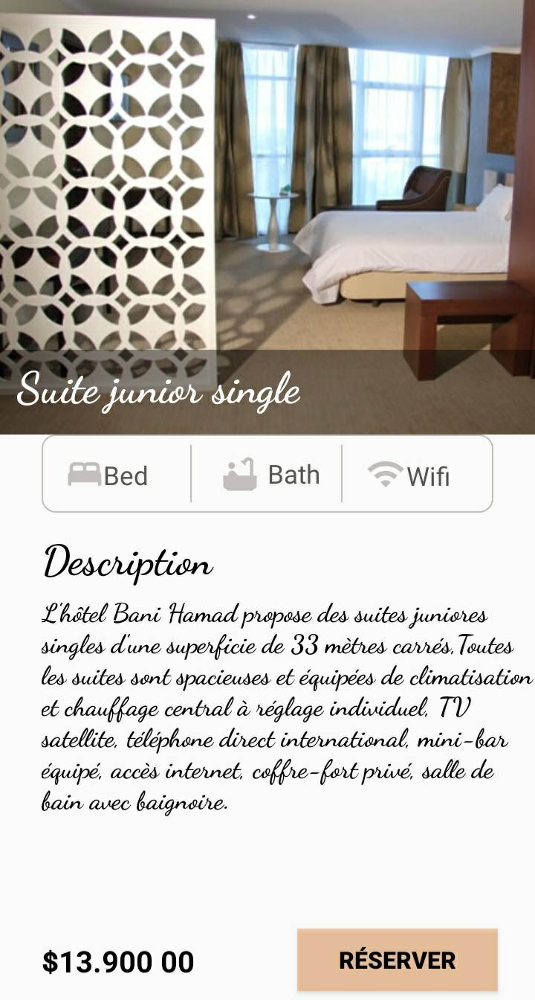 Suite junior single
Bed
Bath
Wifi
Description
L'hôtel Bani Hamad propose des suites juniores
singles d'une superficie de 33 mètres carrés,Toutes
les suites sont spacieuses et équipées de climatisation
et chauffage central à réglage individuel, TV
satellite, téléphone direct international, mini-bar
équipé, accès internet, coffre-fort privé, salle de
bain avec baignoire.
$13.900 00
RÉSERVER